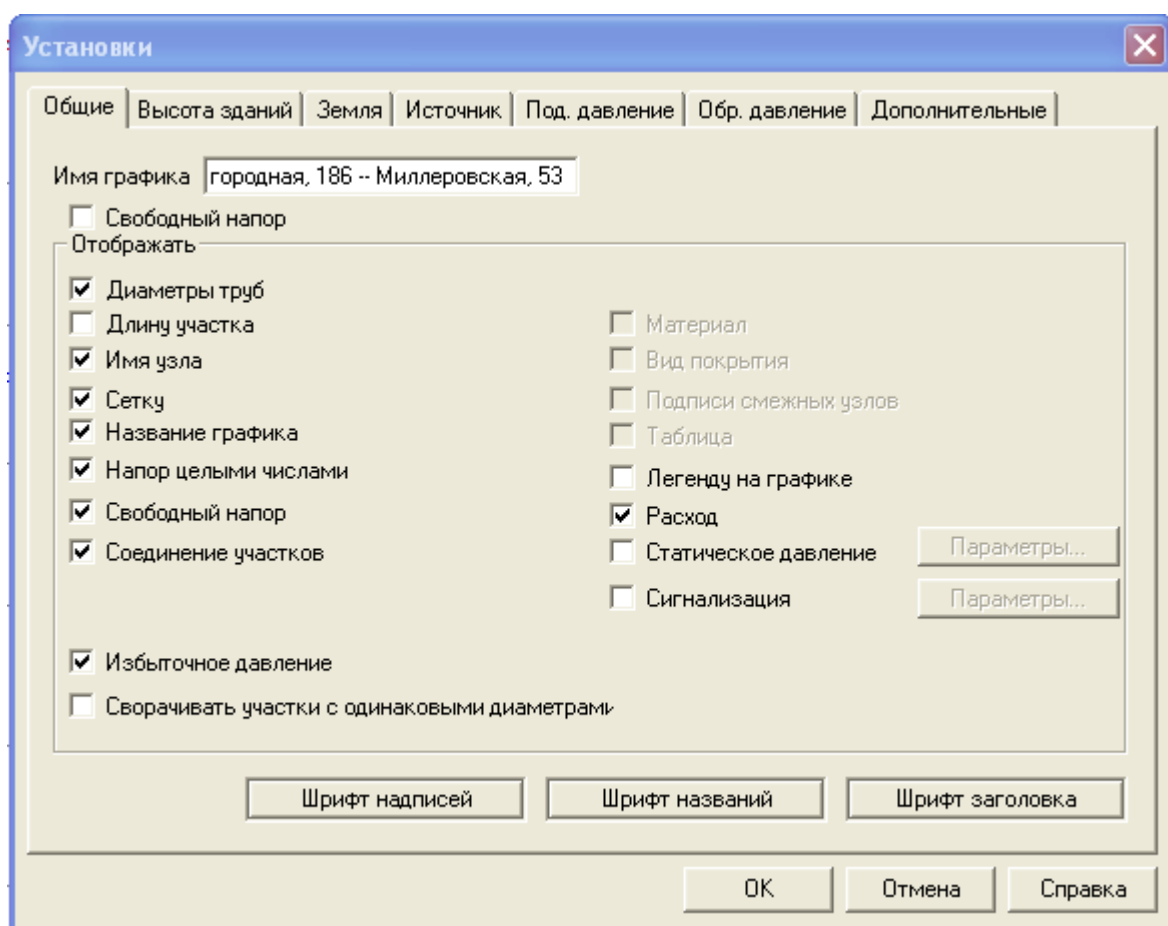 Установки
Общие Высота зданий Земля Источник Под. давление Обр. давление Дополнительные
Имя графика городная, 186 -- Миллеровская, 53
Свободный напор
Отображать
Диаметры труб
Длину участка
Имя узла
Сетку
Название графика
Напор целыми числами
Свободный напор
Соединение участков
Материал
Вид покрытия
Подписи смежных узлов
Таблица
Легенду на графике
Расход
Статическое давление Параметры...
Сигнализация Параметры...
Избыточное давление
Сворачивать участки с одинаковыми диаметрами
Шрифт надписей Шрифт названий Шрифт заголовка
OK Отмена Справка